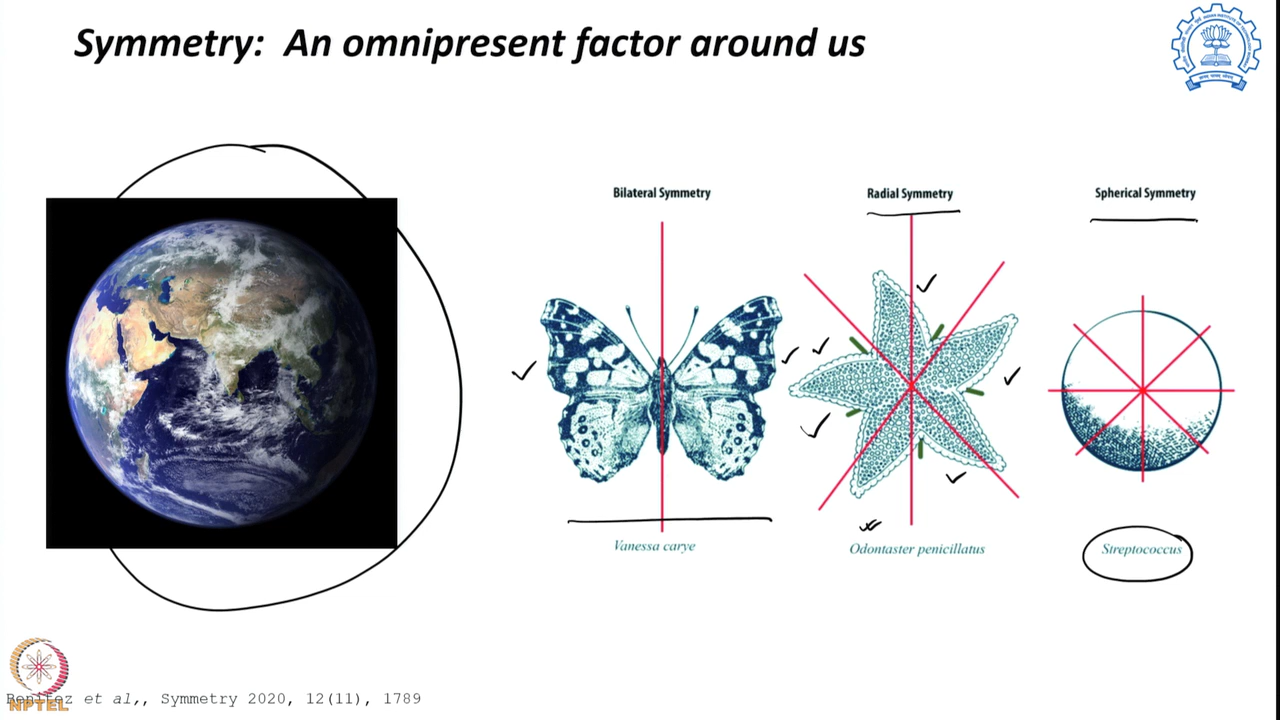 Symmetry: An omnipresent factor around us
Bilateral Symmetry
Radial Symmetry
Spherical Symmetry
Vanessa carye
Odontaster penicillatus
Streptococcus
Benitez et al,, Symmetry 2020, 12(11), 1789
NPTEL